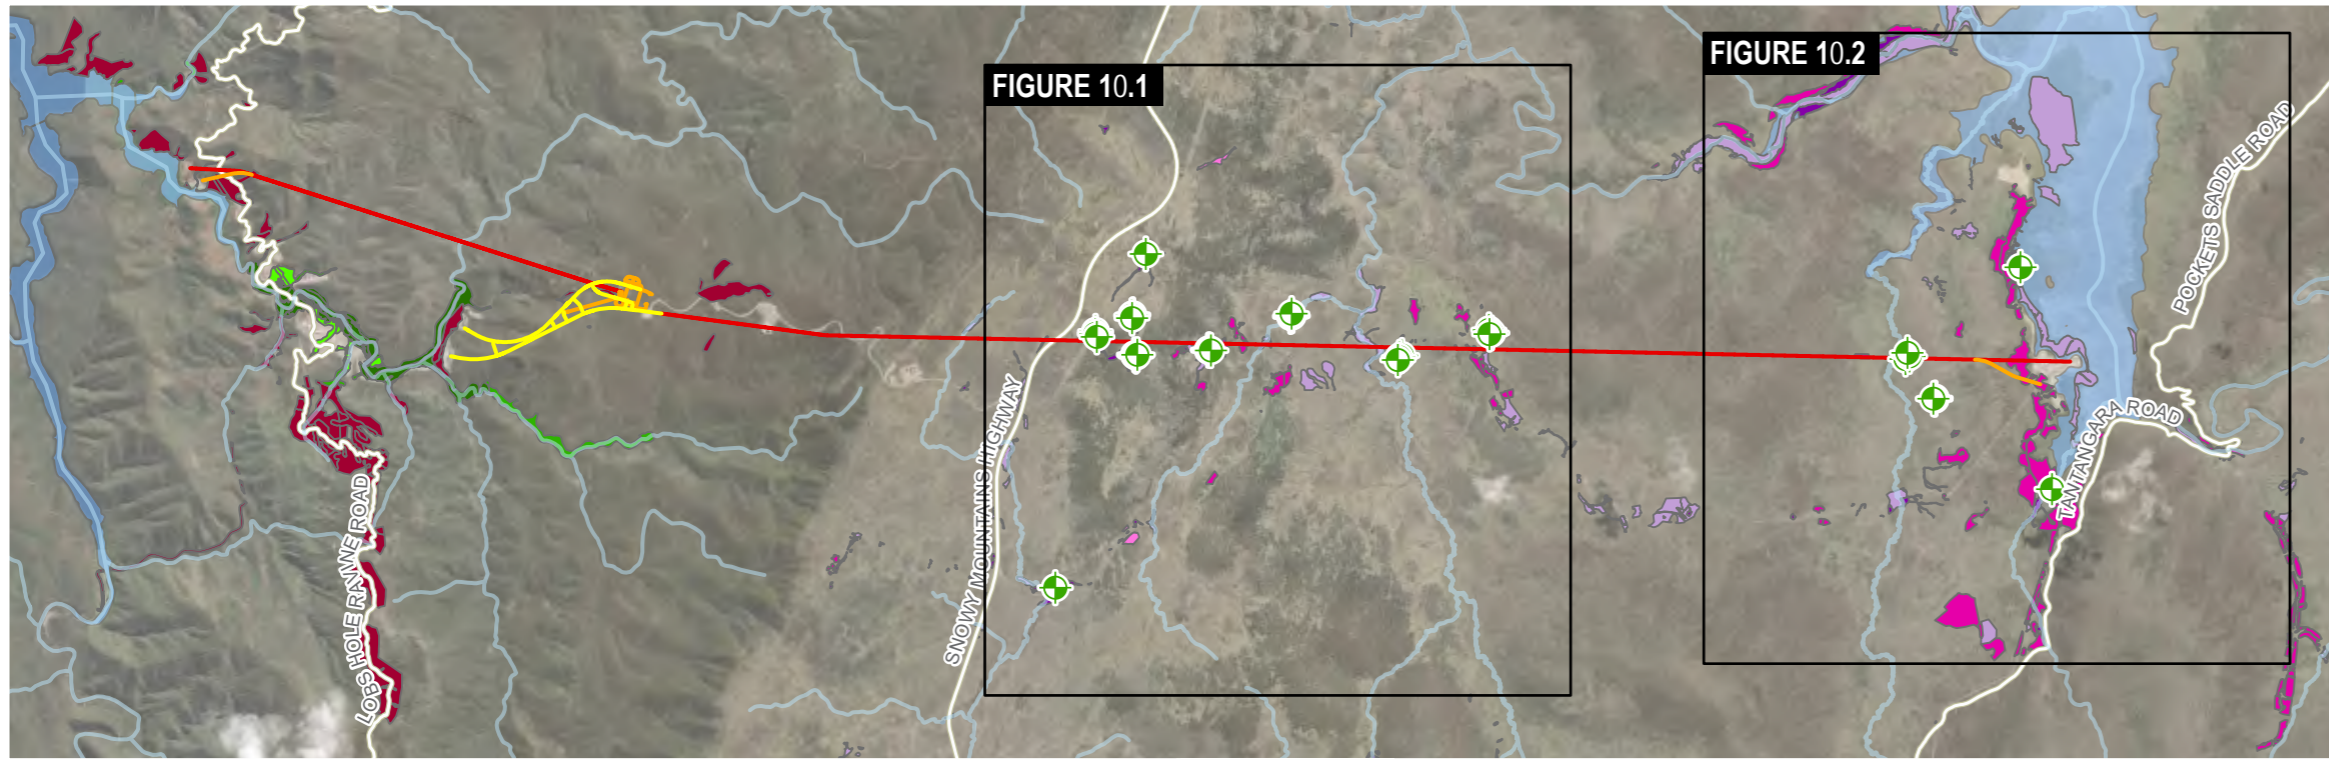 FIGURE 10.1
FIGURE 10.2
POCKETS SADDLE ROAD
SNOWY MOUNTAINS HIGHWAY
TANTANGARA ROAD
LOBS HOLE RAVINE ROAD